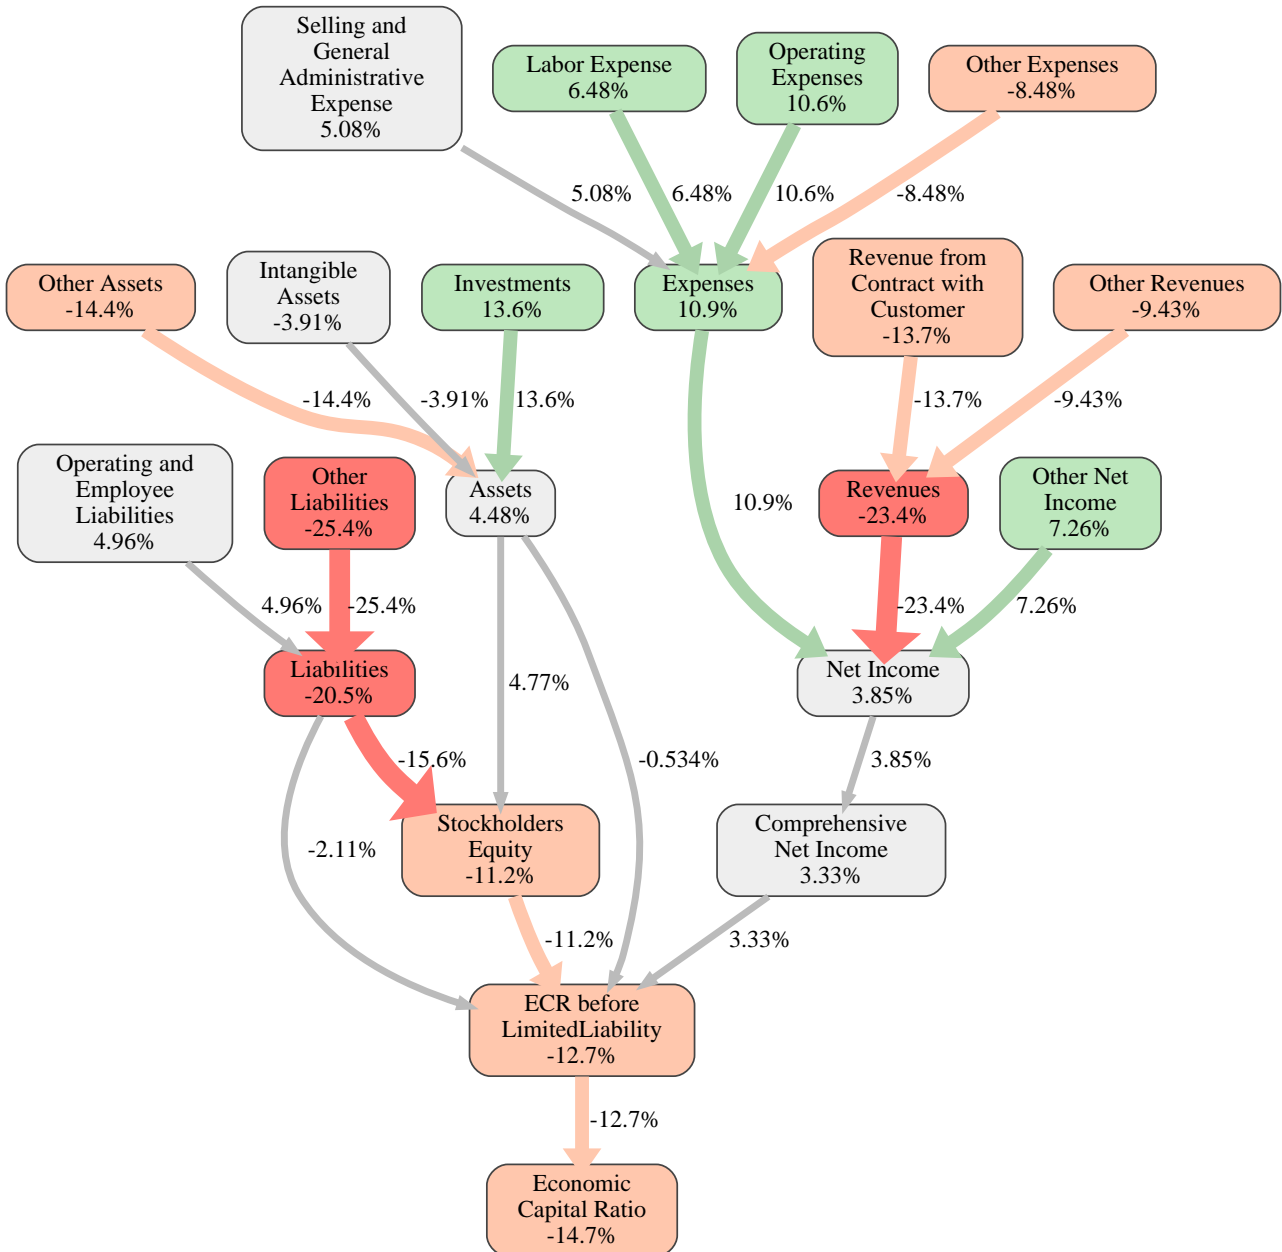 Selling and
General
Administrative
Expense
5.08%
Labor Expense
6.48%
Operating
Expenses
10.6%
Other Expenses
-8.48%
5.08%
6.48%
10.6%
-8.48%
Other Assets
-14.4%
Intangible
Assets
-3.91%
Investments
13.6%
Expenses
10.9%
Revenue from
Contract with
Customer
-13.7%
Other Revenues
-9.43%
-14.4%
-3.91%
13.6%
-13.7%
-9.43%
Operating and
Employee
Liabilities
4.96%
Other
Liabilities
-25.4%
Assets
4.48%
10.9%
Revenues
-23.4%
Other Net
Income
7.26%
4.96%
-25.4%
-23.4%
7.26%
Liabilities
-20.5%
4.77%
Net Income
3.85%
-15.6%
-0.534%
3.85%
-2.11%
Stockholders
Equity
-11.2%
Comprehensive
Net Income
3.33%
-11.2%
3.33%
ECR before
LimitedLiability
-12.7%
-12.7%
Economic
Capital Ratio
-14.7%